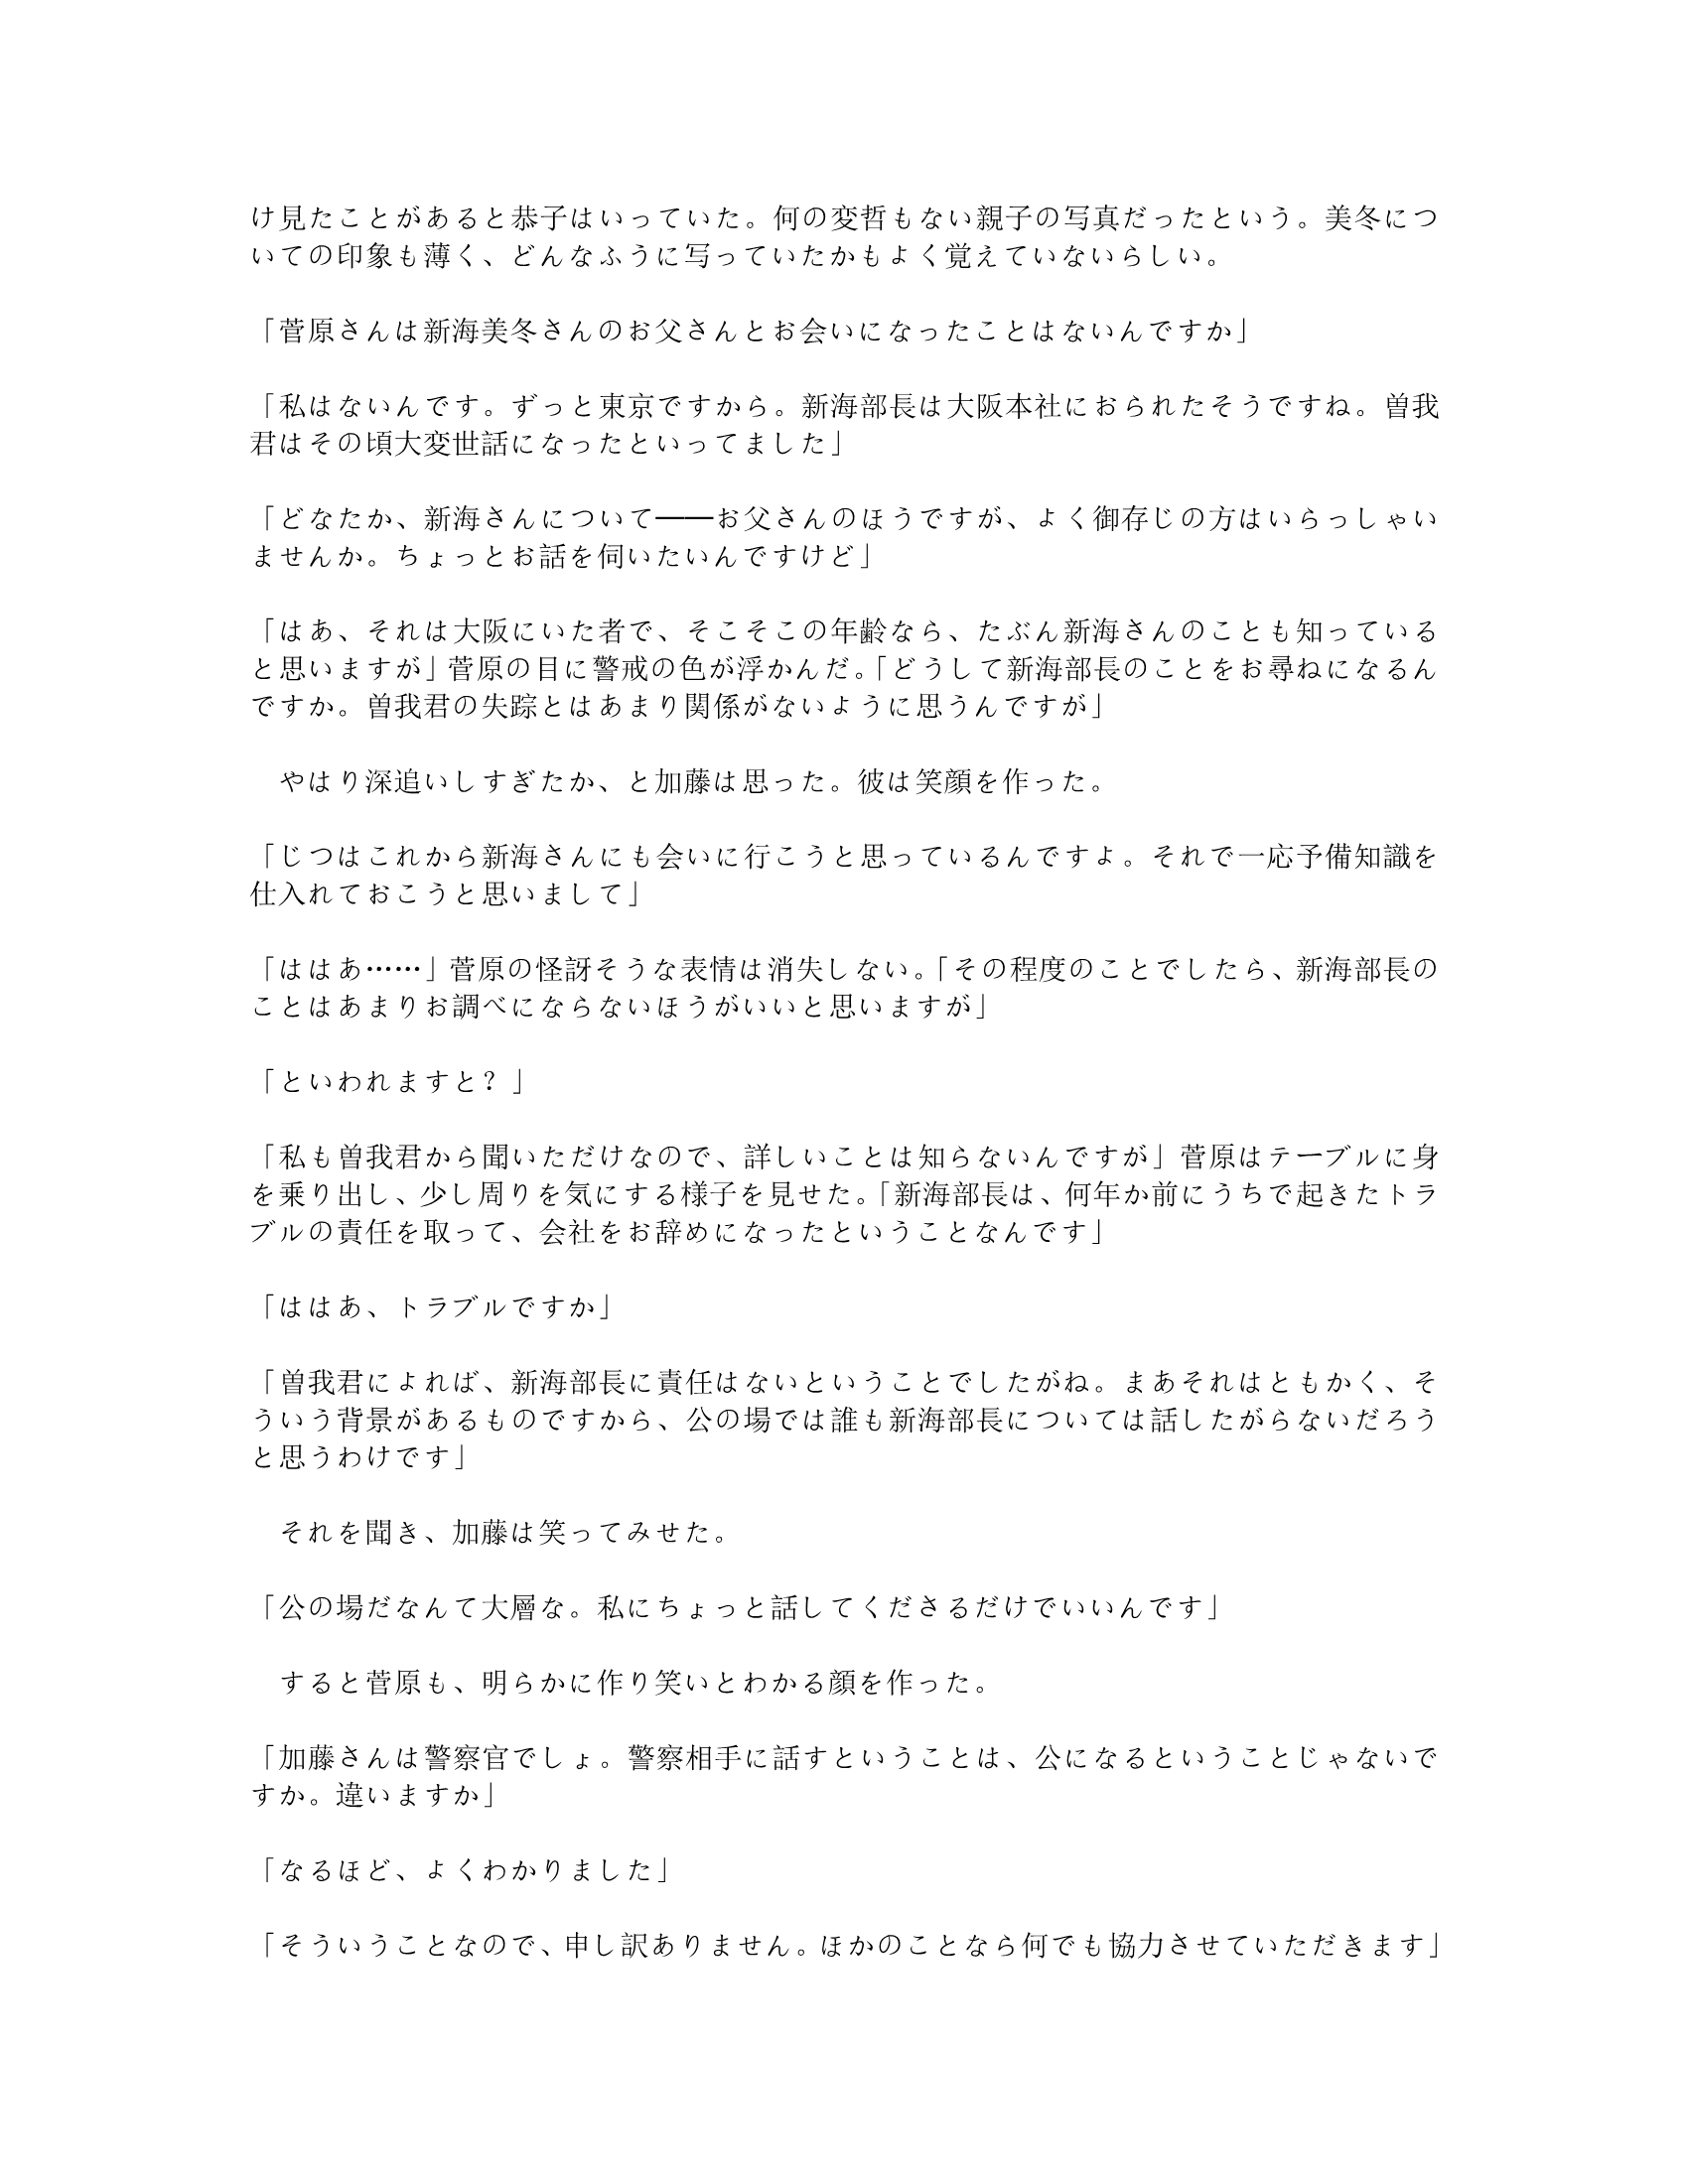 け見たことがあると恭子はいっていた。何の変哲もない親子の写真だったという。美冬につ
いての印象も薄く、どんなふうに写っていたかもよく覚えていないらしい。
「菅原さんは新海美冬さんのお父さんとお会いになったことはないんですか」
「私はないんです。ずっと東京ですから。新海部長は大阪本社におられたそうですね。曽我
君はその頃大変世話になったといってました」
「どなたか、新海さんについて――お父さんのほうですが、よく御存じの方はいらっしゃい
ませんか。ちょっとお話を伺いたいんですけど」
「はあ、それは大阪にいた者で、そこそこの年齢なら、たぶん新海さんのことも知っている
と思いますが」菅原の目に警戒の色が浮かんだ。「どうして新海部長のことをお尋ねになるん
ですか。曽我君の失踪とはあまり関係がないように思うんですが」
　やはり深追いしすぎたか、と加藤は思った。彼は笑顔を作った。
「じつはこれから新海さんにも会いに行こうと思っているんですよ。それで一応予備知識を
仕入れておこうと思いまして」
「ははあ……」菅原の怪訝そうな表情は消失しない。「その程度のことでしたら、新海部長の
ことはあまりお調べにならないほうがいいと思いますが」
「といわれますと？」
「私も曽我君から聞いただけなので、詳しいことは知らないんですが」菅原はテーブルに身
を乗り出し、少し周りを気にする様子を見せた。「新海部長は、何年か前にうちで起きたトラ
ブルの責任を取って、会社をお辞めになったということなんです」
「ははあ、トラブルですか」
「曽我君によれば、新海部長に責任はないということでしたがね。まあそれはともかく、そ
ういう背景があるものですから、公の場では誰も新海部長については話したがらないだろう
と思うわけです」
　それを聞き、加藤は笑ってみせた。
「公の場だなんて大層な。私にちょっと話してくださるだけでいいんです」
　すると菅原も、明らかに作り笑いとわかる顔を作った。
「加藤さんは警察官でしょ。警察相手に話すということは、公になるということじゃないで
すか。違いますか」
「なるほど、よくわかりました」
「そういうことなので、申し訳ありません。ほかのことなら何でも協力させていただきます」